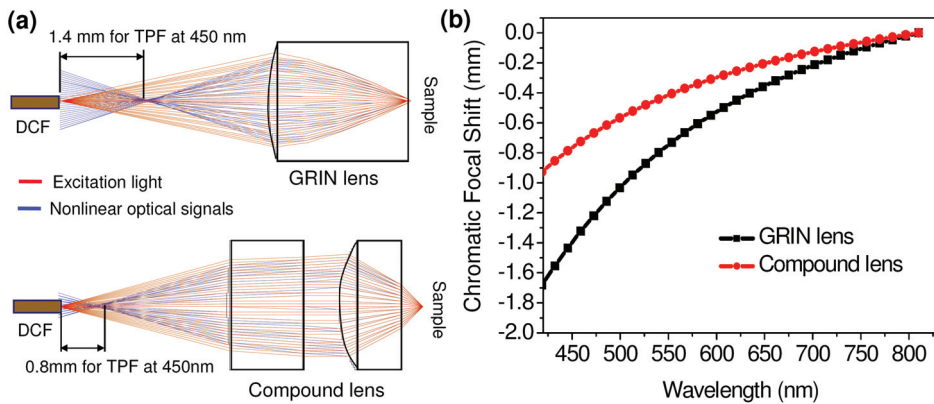 (a)
1.4 mm for TPF at 450 nm
DCF
Sample
GRIN lens
Excitation light
Nonlinear optical signals
DCF
Sample
0.8mm for TPF at 450nm
Compound lens
(b)
Chromatic Focal Shift (mm)
0.0
-0.2
-0.4
-0.6
-0.8
-1.0
-1.2
-1.4
-1.6
-1.8
-2.0
GRIN lens
Compound lens
450 500 550 600 650 700 750 800
Wavelength (nm)